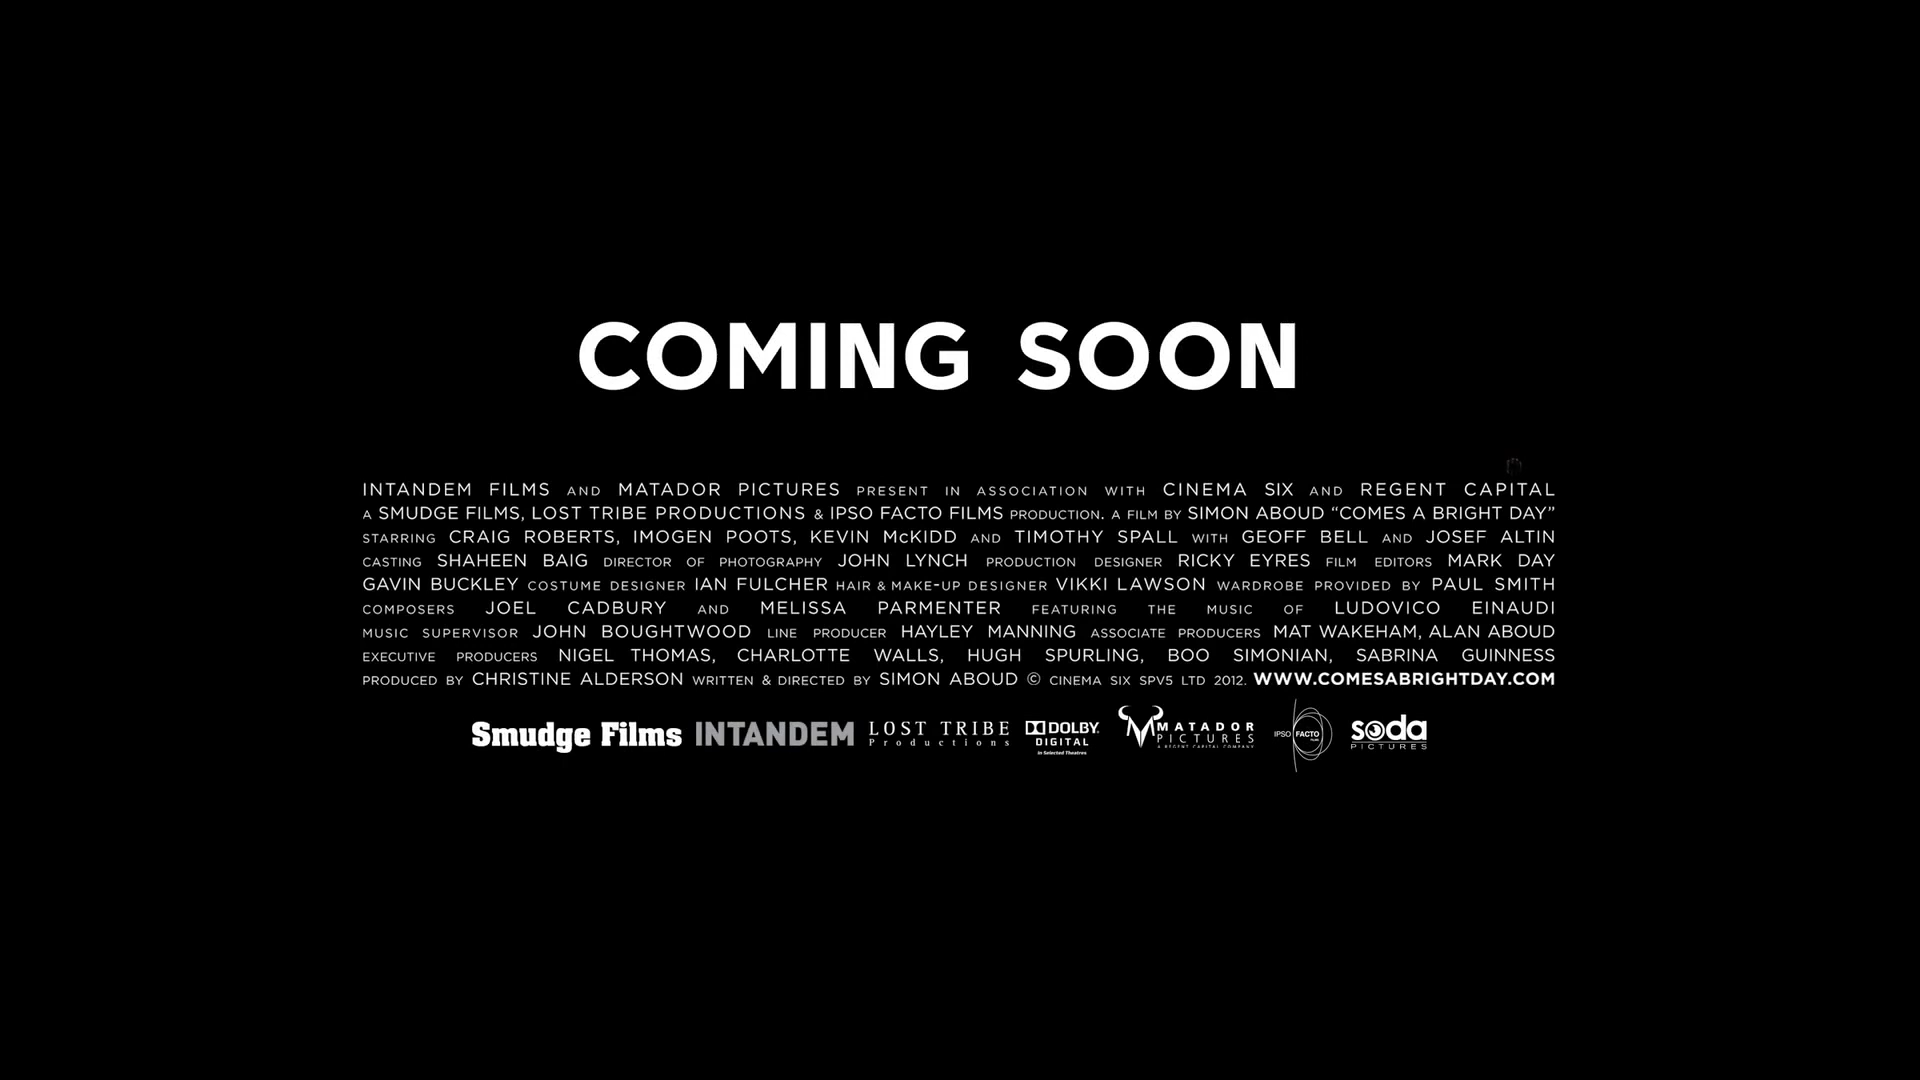 COMING SOON
INTANDEM FILMS AND MATADOR PICTURES PRESENT IN ASSOCIATION WITH CINEMA SIX AND REGENT CAPITAL
A SMUDGE FILMS, LOST TRIBE PRODUCTIONS & IPSO FACTO FILMS PRODUCTION. A FILM BY SIMON ABOUD “COMES A BRIGHT DAY”
STARRING CRAIG ROBERTS, IMOGEN POOTS, KEVIN McKIDD AND TIMOTHY SPALL WITH GEOFF BELL AND JOSEF ALTIN
CASTING SHAHEEN BAIG DIRECTOR OF PHOTOGRAPHY JOHN LYNCH PRODUCTION DESIGNER RICKY EYRES FILM EDITORS MARK DAY
GAVIN BUCKLEY COSTUME DESIGNER IAN FULCHER HAIR & MAKE-UP DESIGNER VIKKI LAWSON WARDROBE PROVIDED BY PAUL SMITH
COMPOSERS JOEL CADBURY AND MELISSA PARMENTER FEATURING THE MUSIC OF LUDOVICO EINAUDI
MUSIC SUPERVISOR JOHN BOUGHTWOOD LINE PRODUCER HAYLEY MANNING ASSOCIATE PRODUCERS MAT WAKEHAM, ALAN ABOUD
EXECUTIVE PRODUCERS NIGEL THOMAS, CHARLOTTE WALLS, HUGH SPURLING, BOO SIMONIAN, SABRINA GUINNESS
PRODUCED BY CHRISTINE ALDERSON WRITTEN & DIRECTED BY SIMON ABOUD © CINEMA SIX SPV5 LTD 2012. WWW.COMESABRIGHTDAY.COM
Smudge Films
INTANDEM
LOST TRIBE
Productions
DOLBY
DIGITAL
In Selected Theatres
MATADOR
PICTURES
A REGENT CAPITAL COMPANY
IPSO FACTO
soda
PICTURES